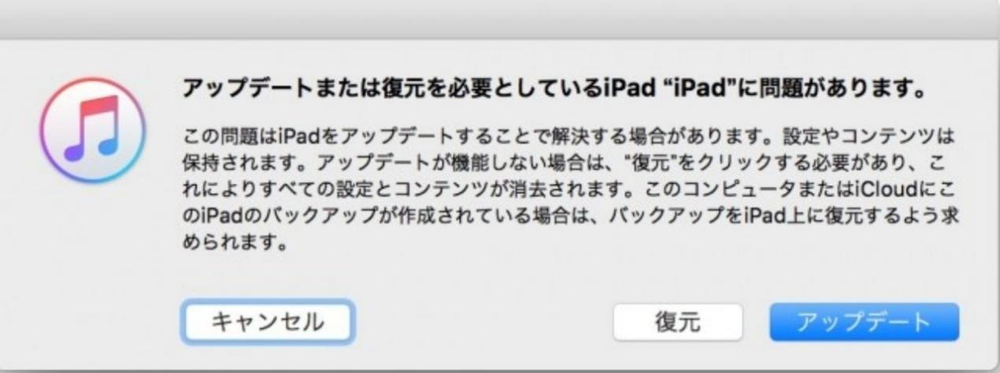 アップデートまたは復元を必要としているiPad “iPad”に問題があります。
この問題はiPadをアップデートすることで解決する場合があります。設定やコンテンツは
保持されます。アップデートが機能しない場合は、"復元"をクリックする必要があり、こ
れによりすべての設定とコンテンツが消去されます。このコンピュータまたはiCloudにこ
のiPadのバックアップが作成されている場合は、バックアップをiPad上に復元するよう求
められます。
キャンセル
復元
アップデート